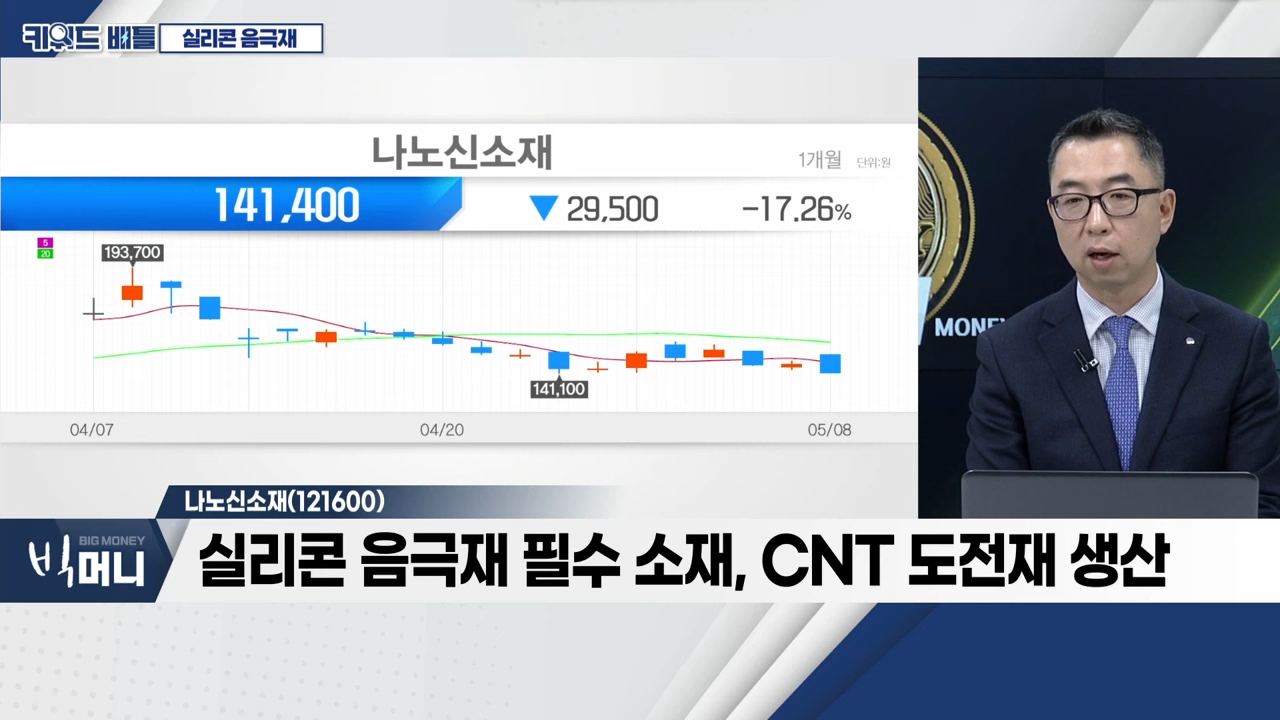 키워드 배틀
실리콘 음극재
나노신소재
1개월 단위:원
141,400 ▼ 29,500 -17.26%
5
20
193,700
141,100
04/07 04/20 05/08
MONEY
나노신소재(121600)
BIG MONEY
빅머니
실리콘 음극재 필수 소재, CNT 도전재 생산